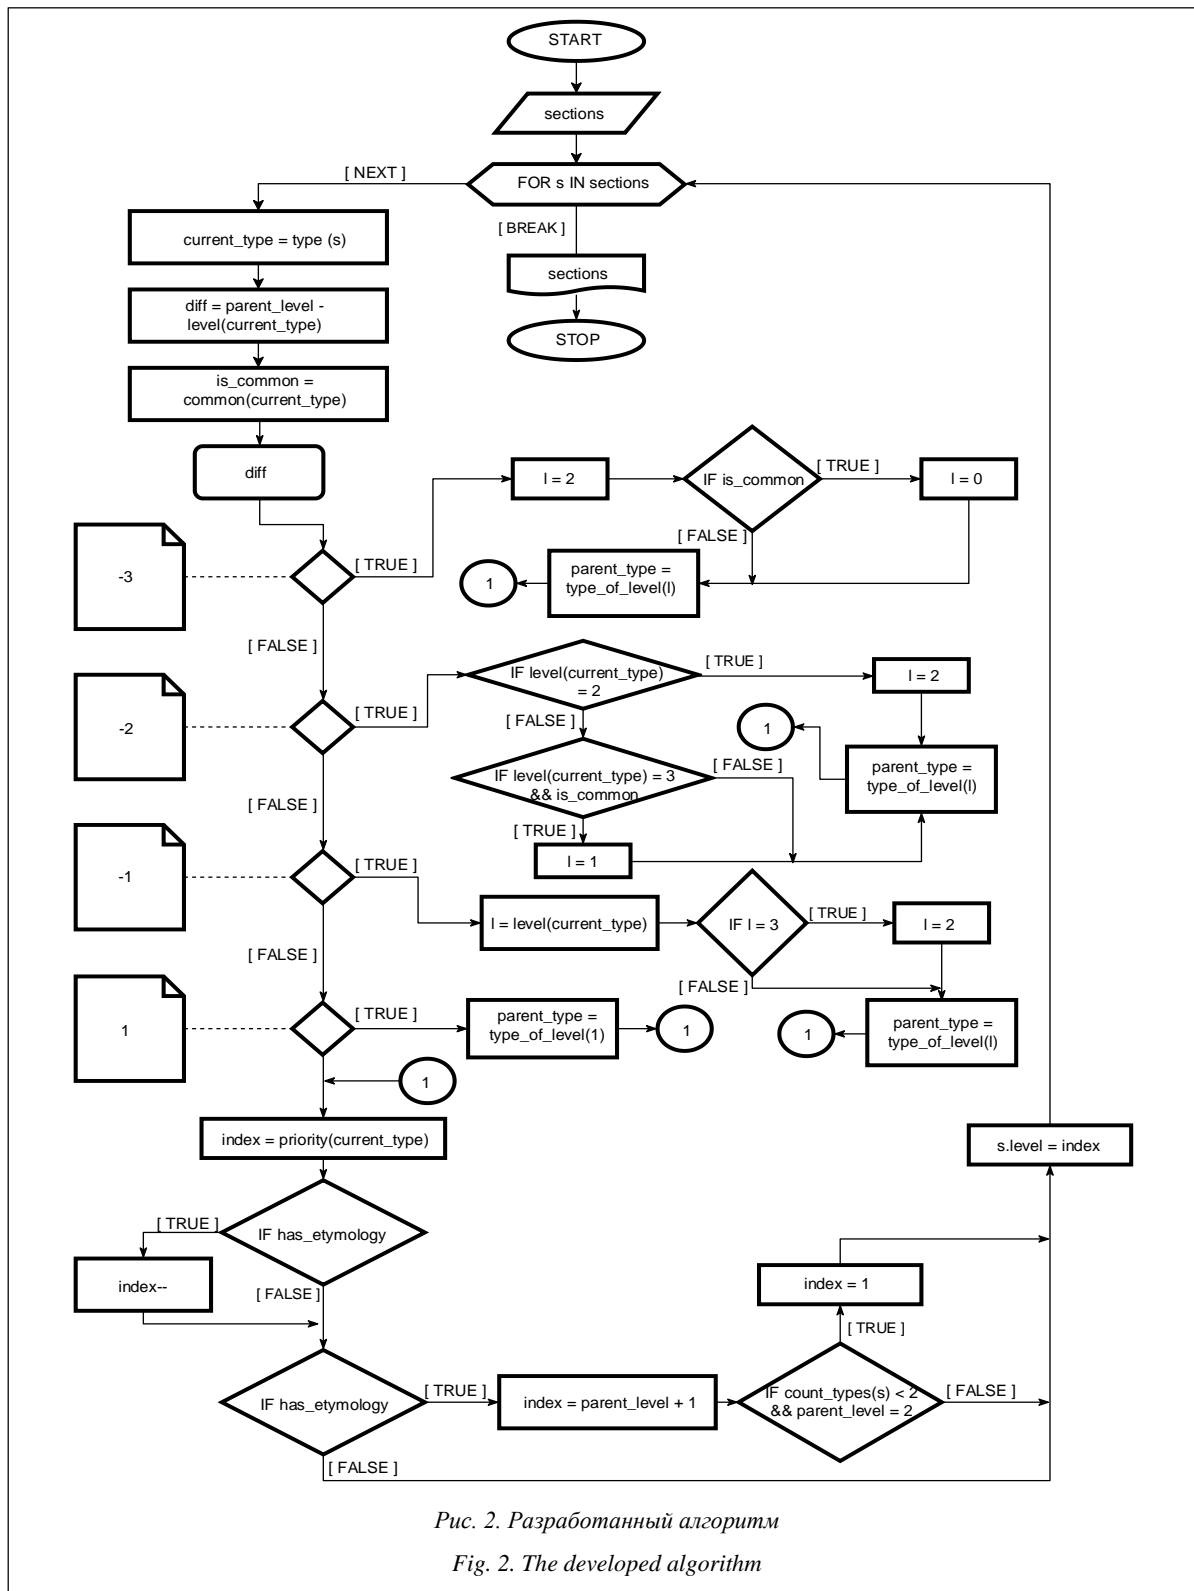 START
sections
[ NEXT ]
FOR s IN sections
[ BREAK ]
current_type = type (s)
sections
diff = parent_level -
level(current_type)
STOP
is_common =
common(current_type)
diff
l = 2
IF is_common
[ TRUE ]
l = 0
[ FALSE ]
-3
[ TRUE ]
1
parent_type =
type_of_level(l)
[ FALSE ]
IF level(current_type)
= 2
[ TRUE ]
l = 2
-2
[ TRUE ]
[ FALSE ]
1
IF level(current_type) = 3
&& is_common
[ FALSE ]
parent_type =
type_of_level(l)
[ FALSE ]
[ TRUE ]
l = 1
-1
[ TRUE ]
l = level(current_type)
IF l = 3
[ TRUE ]
l = 2
[ FALSE ]
[ FALSE ]
1
[ TRUE ]
parent_type =
type_of_level(1)
1
1
parent_type =
type_of_level(l)
1
index = priority(current_type)
s.level = index
[ TRUE ]
IF has_etymology
index--
[ FALSE ]
index = 1
[ TRUE ]
IF has_etymology
[ TRUE ]
index = parent_level + 1
IF count_types(s) < 2
&& parent_level = 2
[ FALSE ]
[ FALSE ]
Рис. 2. Разработанный алгоритм
Fig. 2. The developed algorithm